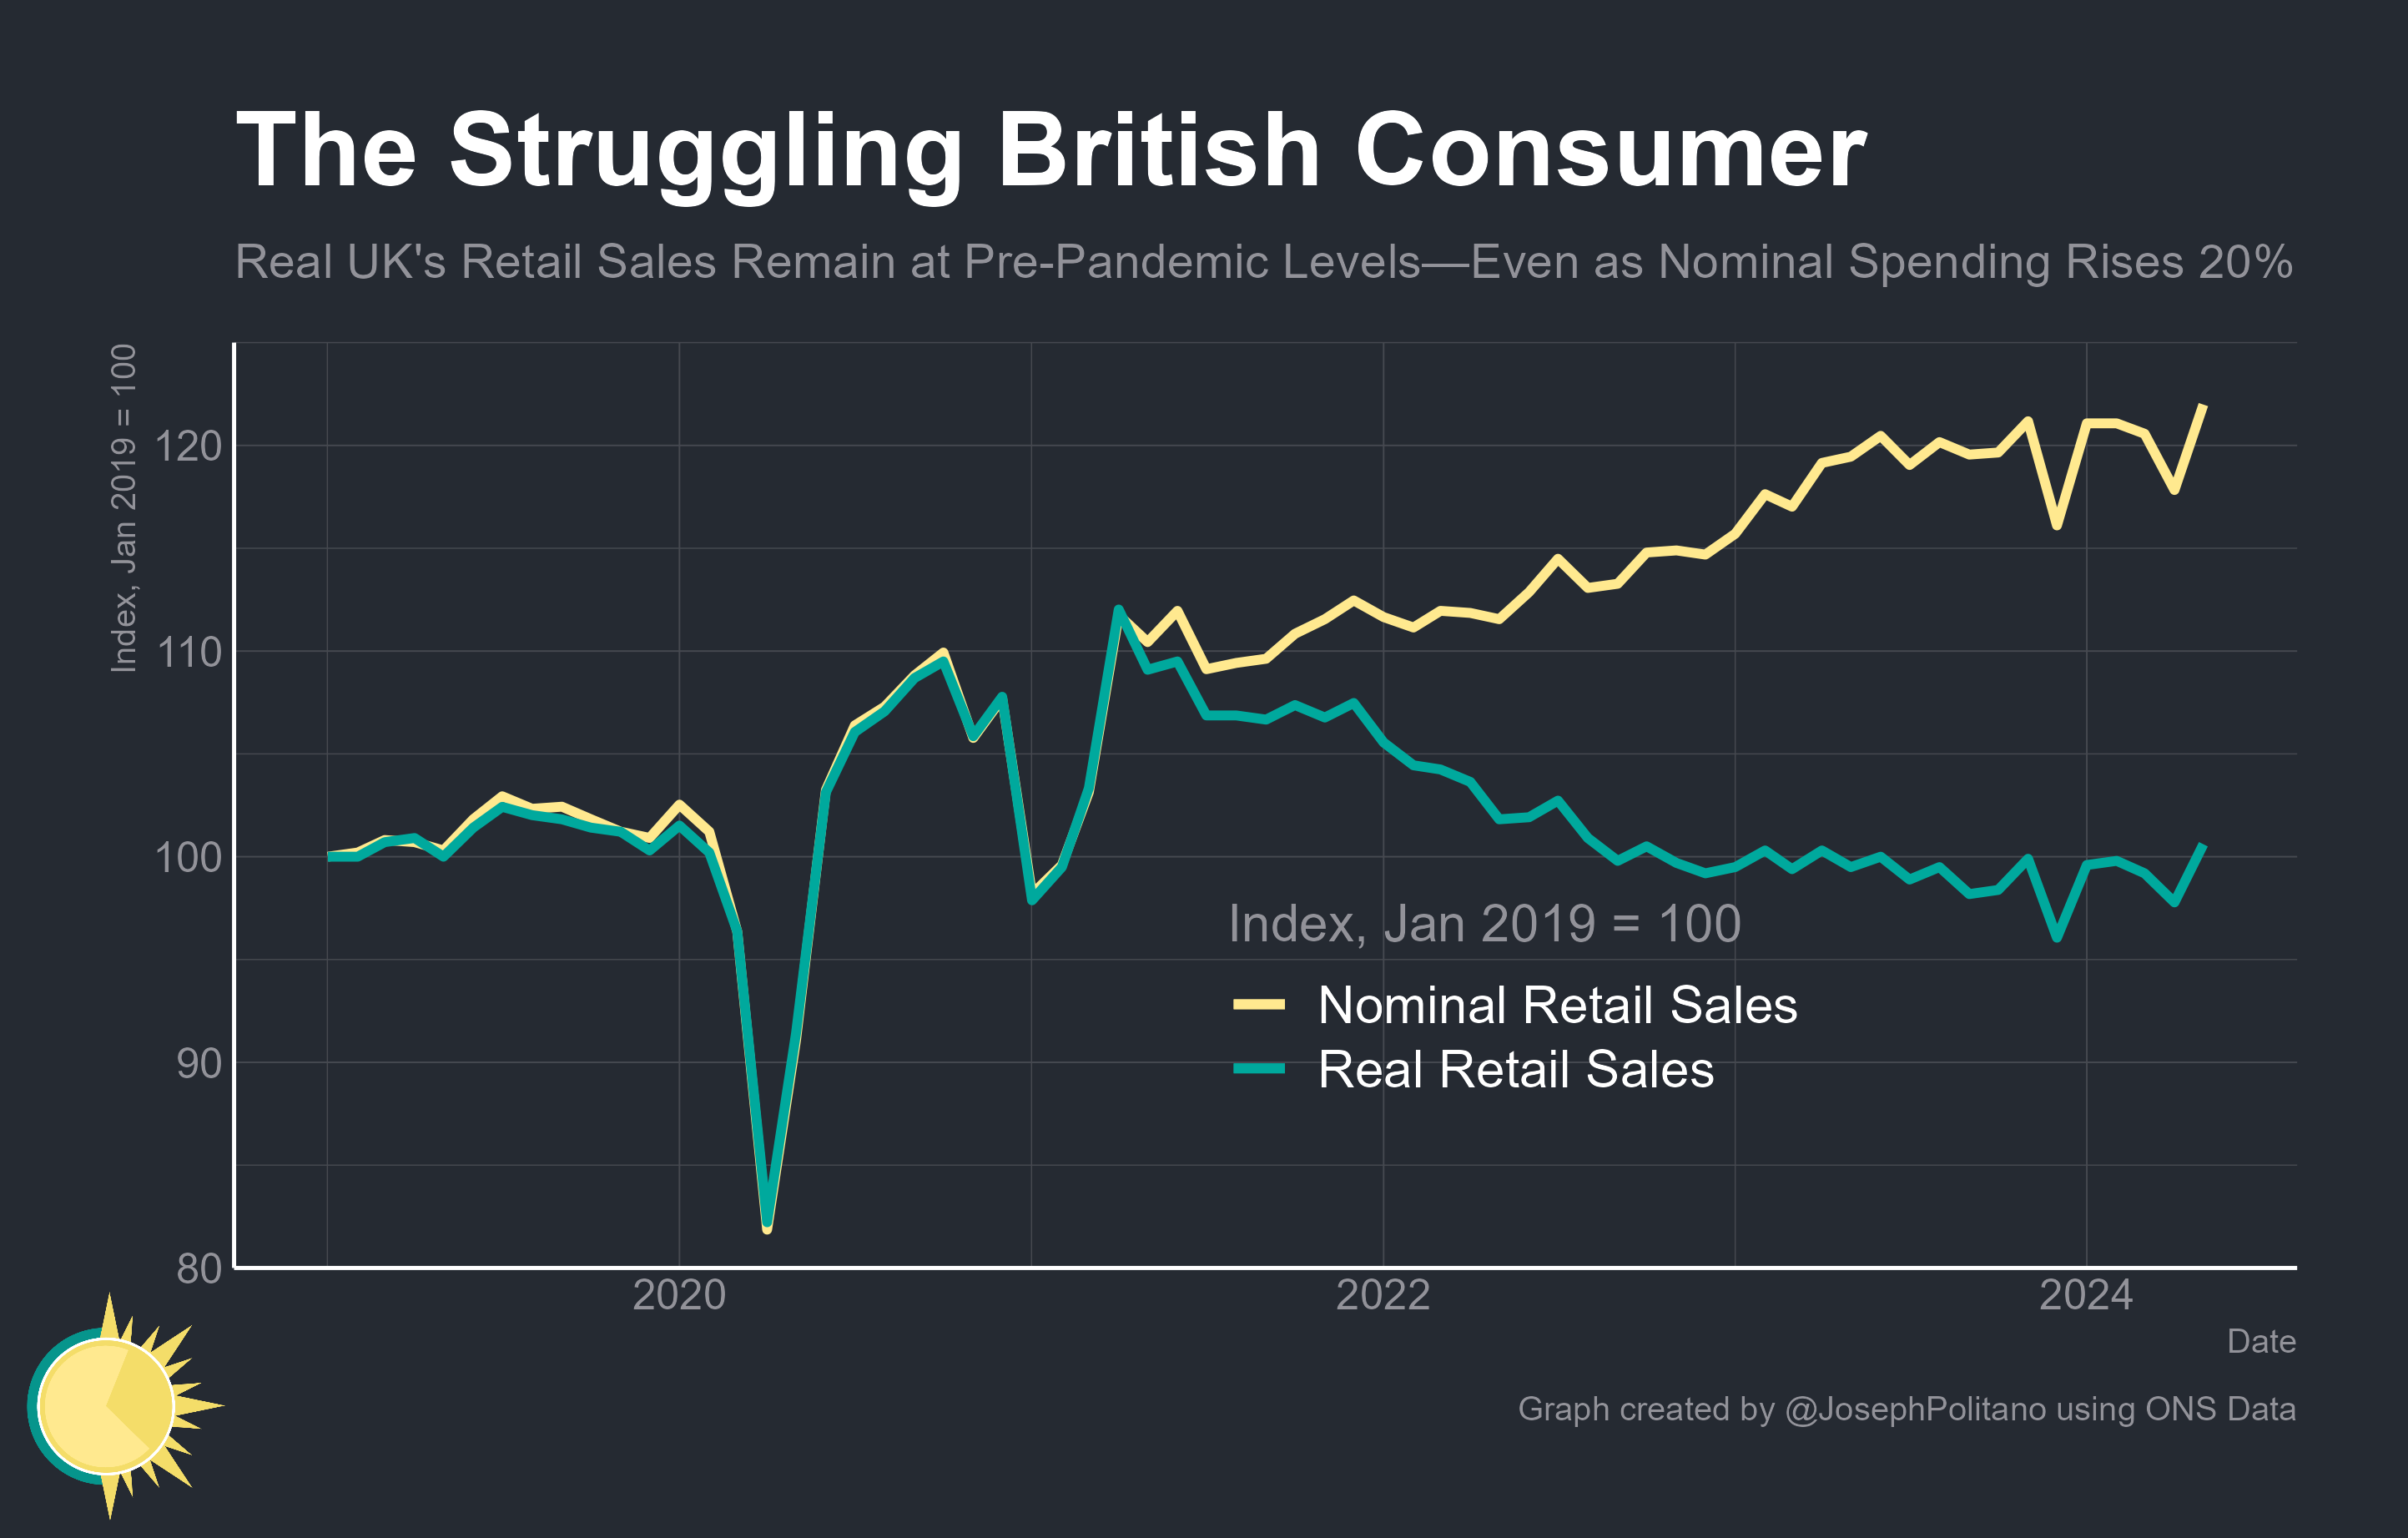 The Struggling British Consumer
Real UK's Retail Sales Remain at Pre-Pandemic Levels—Even as Nominal Spending Rises 20%
Index, Jan 2019 = 100
120
110
100
90
80
Index, Jan 2019 = 100
Nominal Retail Sales
Real Retail Sales
2020
2022
2024
Date
Graph created by @JosephPolitano using ONS Data